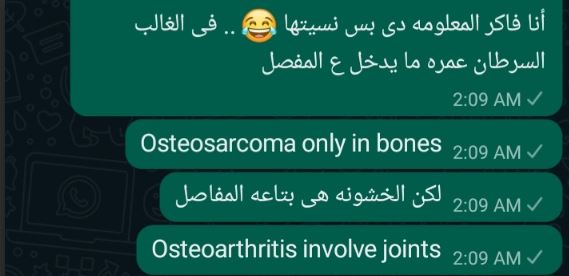 أنا فاكر المعلومه دى بس نسيتها 😂 .. فى الغالب
السرطان عمره ما يدخل ع المفصل
2:09 AM ✓
Osteosarcoma only in bones 2:09 AM ✓
لكن الخشونه هى بتاعه المفاصل 2:09 AM ✓
Osteoarthritis involve joints 2:09 AM ✓